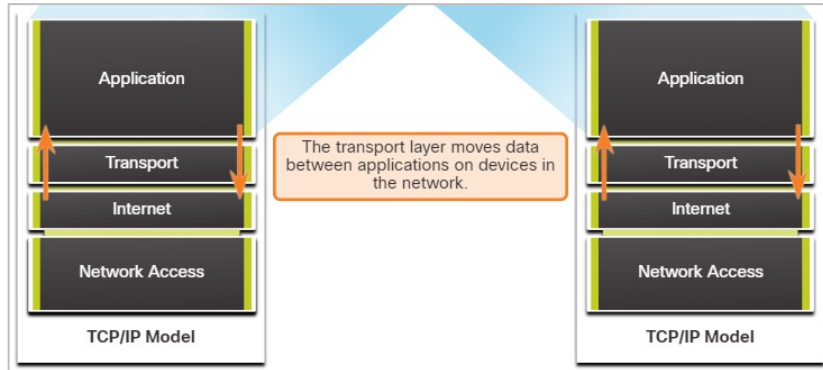 Application
Transport
Internet
Network Access
TCP/IP Model
The transport layer moves data
between applications on devices in
the network.
Application
Transport
Internet
Network Access
TCP/IP Model